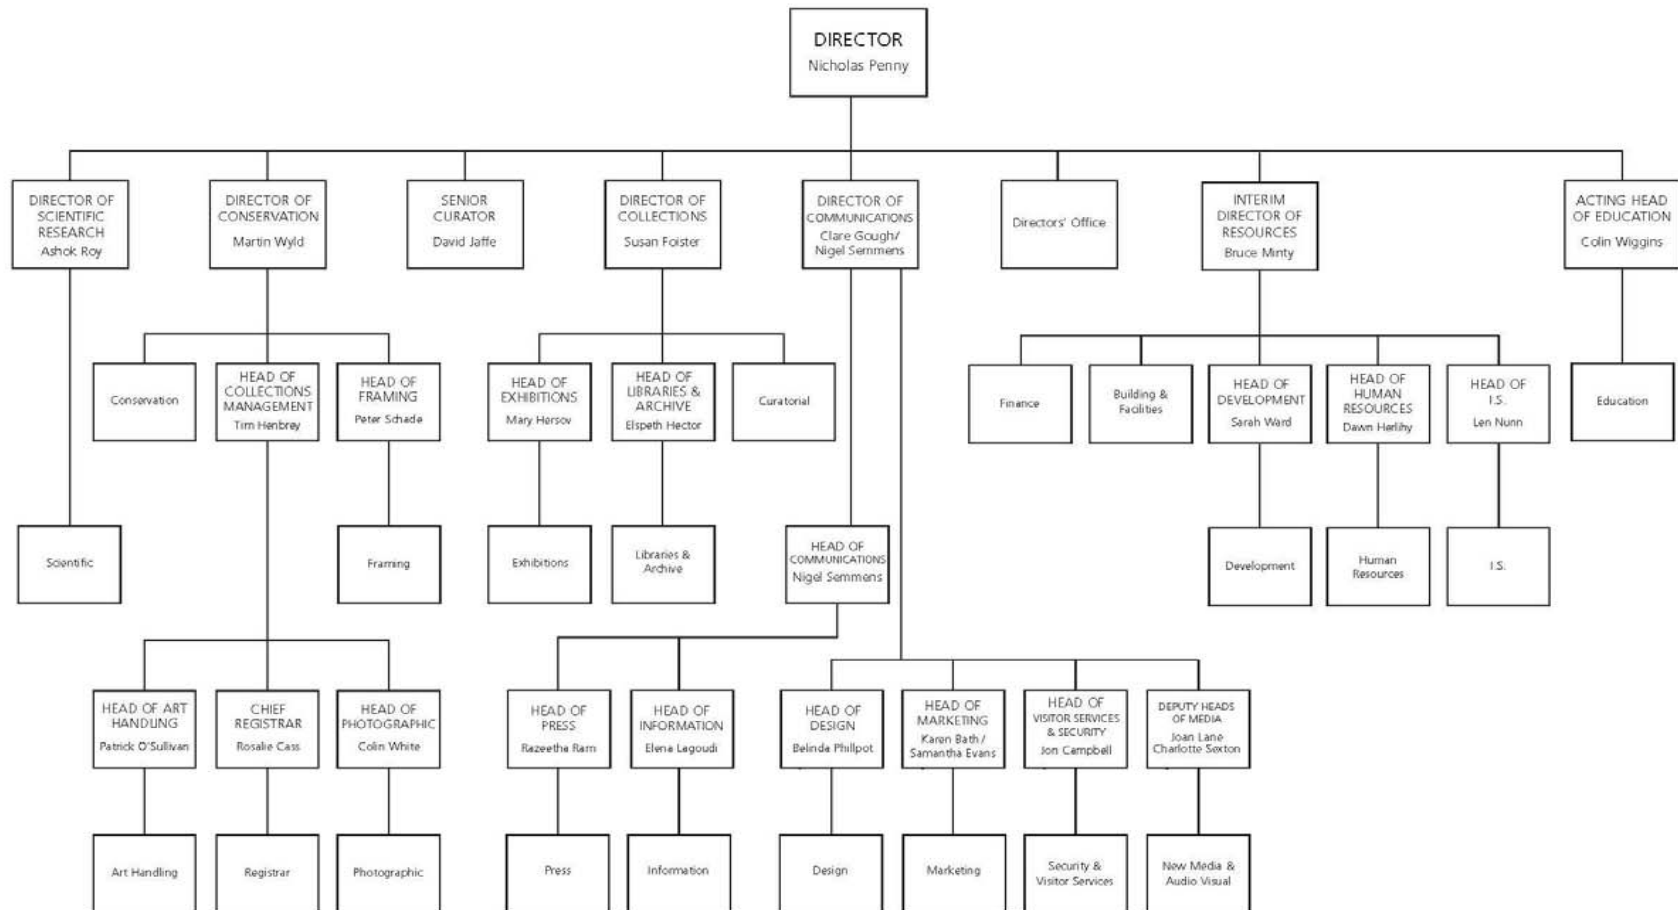 DIRECTOR
Nicholas Penny
DIRECTOR OF
SCIENTIFIC
RESEARCH
Ashok Roy
DIRECTOR OF
CONSERVATION
Martin Wyld
SENIOR
CURATOR
David Jaffe
DIRECTOR OF
COLLECTIONS
Susan Foister
DIRECTOR OF
COMMUNICATIONS
Clare Gough/
Nigel Semmens
Directors' Office
INTERIM
DIRECTOR OF
RESOURCES
Bruce Minty
ACTING HEAD
OF EDUCATION
Colin Wiggins
Conservation
HEAD OF
COLLECTIONS
MANAGEMENT
Tim Henbrey
HEAD OF
FRAMING
Peter Schade
HEAD OF
EXHIBITIONS
Mary Hersov
HEAD OF
LIBRARIES &
ARCHIVE
Elspeth Hector
Curatorial
Finance
Building &
Facilities
HEAD OF
DEVELOPMENT
Sarah Ward
HEAD OF
HUMAN
RESOURCES
Dawn Herlihy
HEAD OF
I.S.
Len Nunn
Education
Scientific
Framing
Exhibitions
Libraries &
Archive
HEAD OF
COMMUNICATIONS
Nigel Semmens
Development
Human
Resources
I.S.
HEAD OF ART
HANDLING
Patrick O'Sullivan
CHIEF
REGISTRAR
Rosalie Cass
HEAD OF
PHOTOGRAPHIC
Colin White
HEAD OF
PRESS
Razeetha Ram
HEAD OF
INFORMATION
Elena Lagoudi
HEAD OF
DESIGN
Belinda Phillpot
HEAD OF
MARKETING
Karen Bath /
Samantha Evans
HEAD OF
VISITOR SERVICES
& SECURITY
Jon Campbell
DEPUTY HEADS
OF MEDIA
Joan Lane
Charlotte Sexton
Art Handling
Registrar
Photographic
Press
Information
Design
Marketing
Security &
Visitor Services
New Media &
Audio Visual